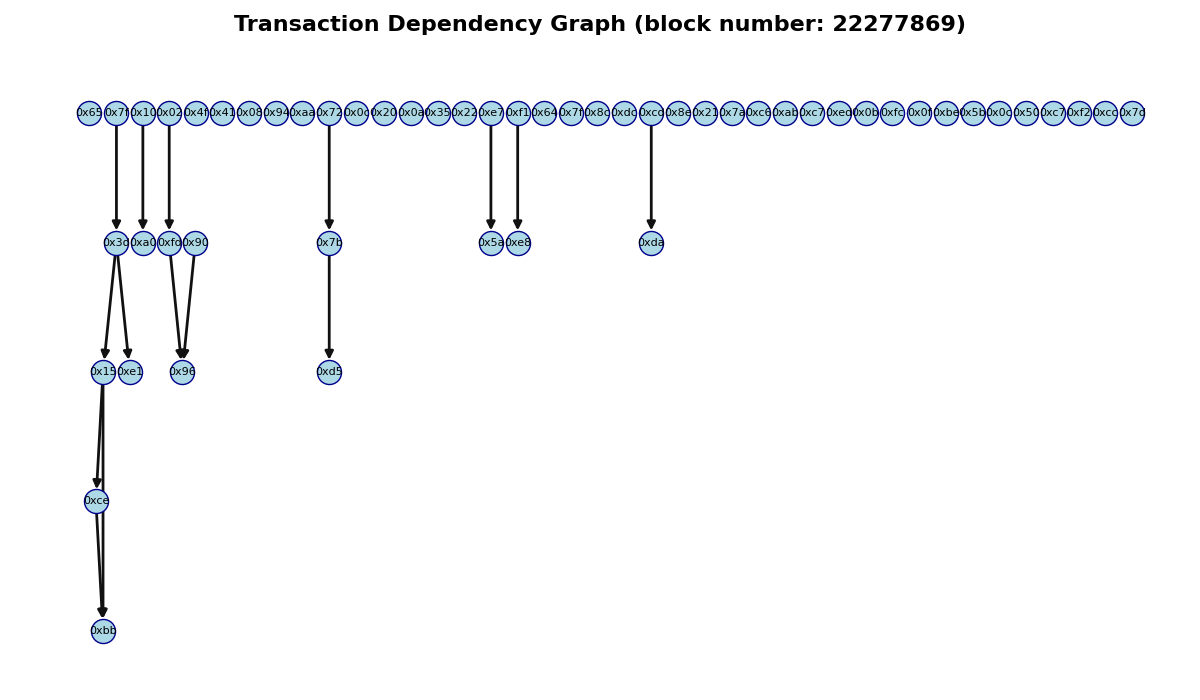 Transaction Dependency Graph (block number: 22277869)
0x65 0x7f 0x10 0x02 0x4f 0x41 0x08 0x94 0xaa 0x72 0x0c 0x20 0x0a 0x35 0x22 0xe7 0xf1 0x64 0x7f 0x8c 0xdc 0xcd 0x8e 0x21 0x7a 0xc6 0xab 0xc7 0xed 0x0b 0xfc 0x0f 0xbe 0x5b 0x0c 0x50 0xc7 0xf2 0xcc 0x7d
0x3d 0xa0 0xfd 0x90 0x7b 0x5a 0xe8 0xda
0x15 0xe1 0x96 0xd5
0xce
0xbb